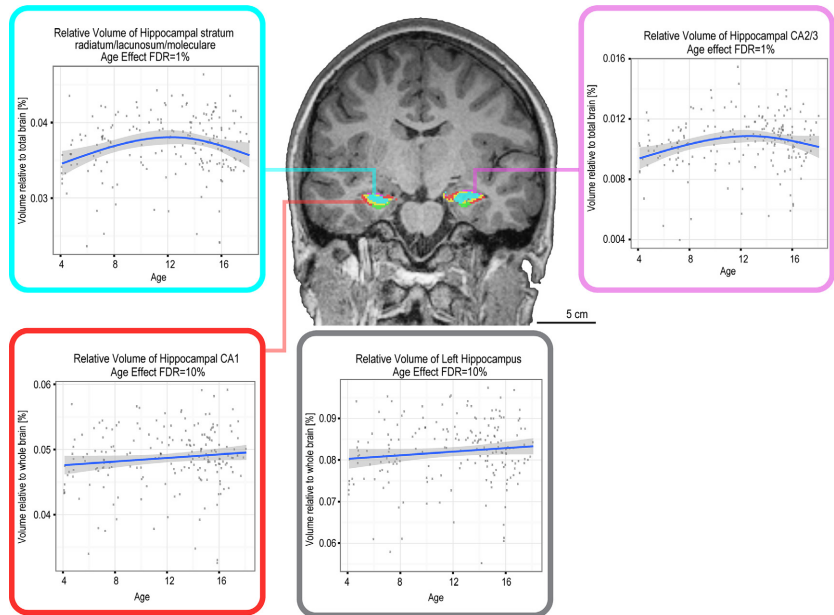 Relative Volume of Hippocampal stratum
radiatum/lacunosum/moleculare
Age Effect FDR=1%
Volume relative to total brain [%]
0.04
0.03
4
8
12
16
Age
Relative Volume of Hippocampal CA2/3
Age effect FDR=1%
Volume relative to total brain [%]
0.016
0.012
0.008
0.004
4
8
12
16
Age
5 cm
Relative Volume of Hippocampal CA1
Age Effect FDR=10%
Volume relative to whole brain [%]
0.06
0.05
0.04
4
8
12
16
Age
Relative Volume of Left Hippocampus
Age Effect FDR=10%
Volume relative to whole brain [%]
0.09
0.08
0.07
0.06
4
8
12
16
Age